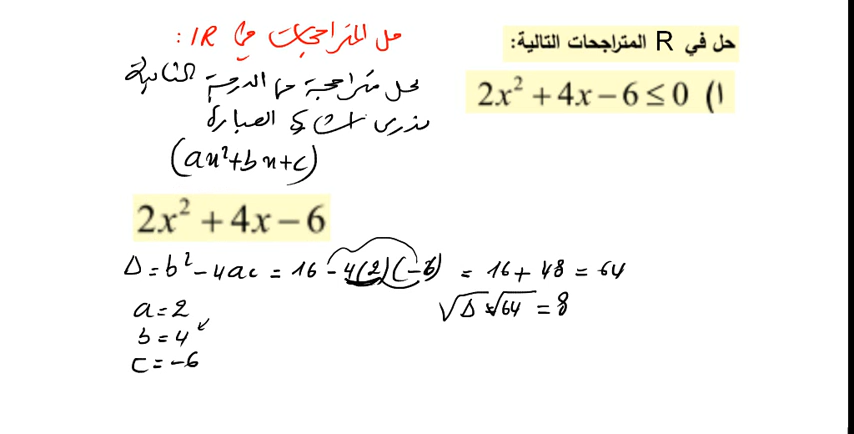 حل في R المتراجحات التالية:
1) 2x² + 4x − 6 ≤ 0
حل المتراجحات في IR :
لحل متراجحة من الدرجة الثانية
ندرس إشارة العبارة
(ax²+bx+c)
2x² + 4x − 6
Δ = b² − 4ac = 16 − 4(2)(−6) = 16 + 48 = 64
a = 2
√Δ = √64 = 8
b = 4
c = −6